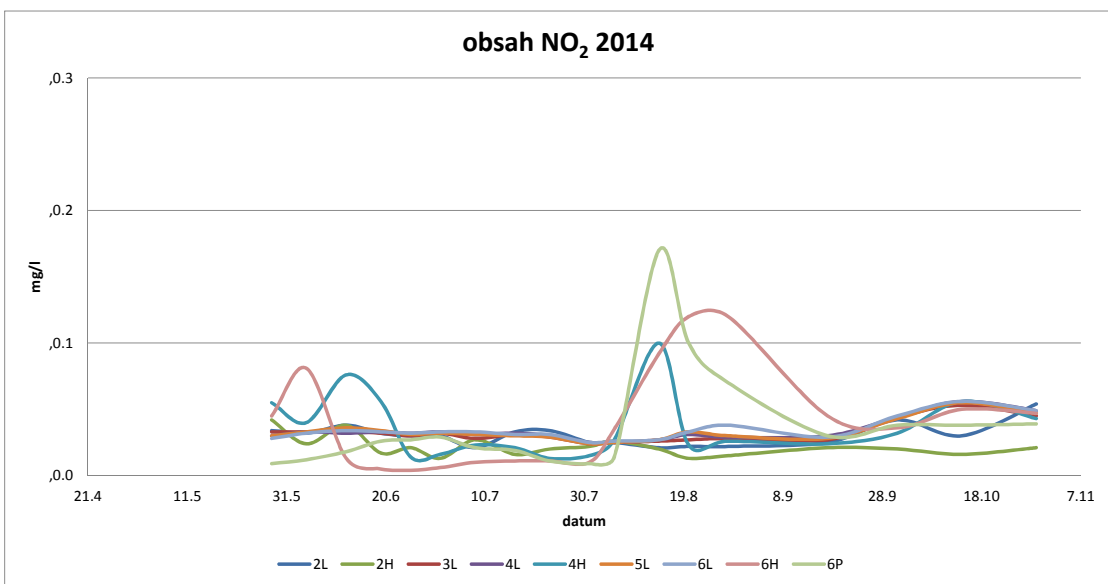 obsah NO₂ 2014
,0.3
,0.2
,0.1
,0.0
mg/l
21.4 11.5 31.5 20.6 10.7 30.7 19.8 8.9 28.9 18.10 7.11
datum
2L 2H 3L 4L 4H 5L 6L 6H 6P